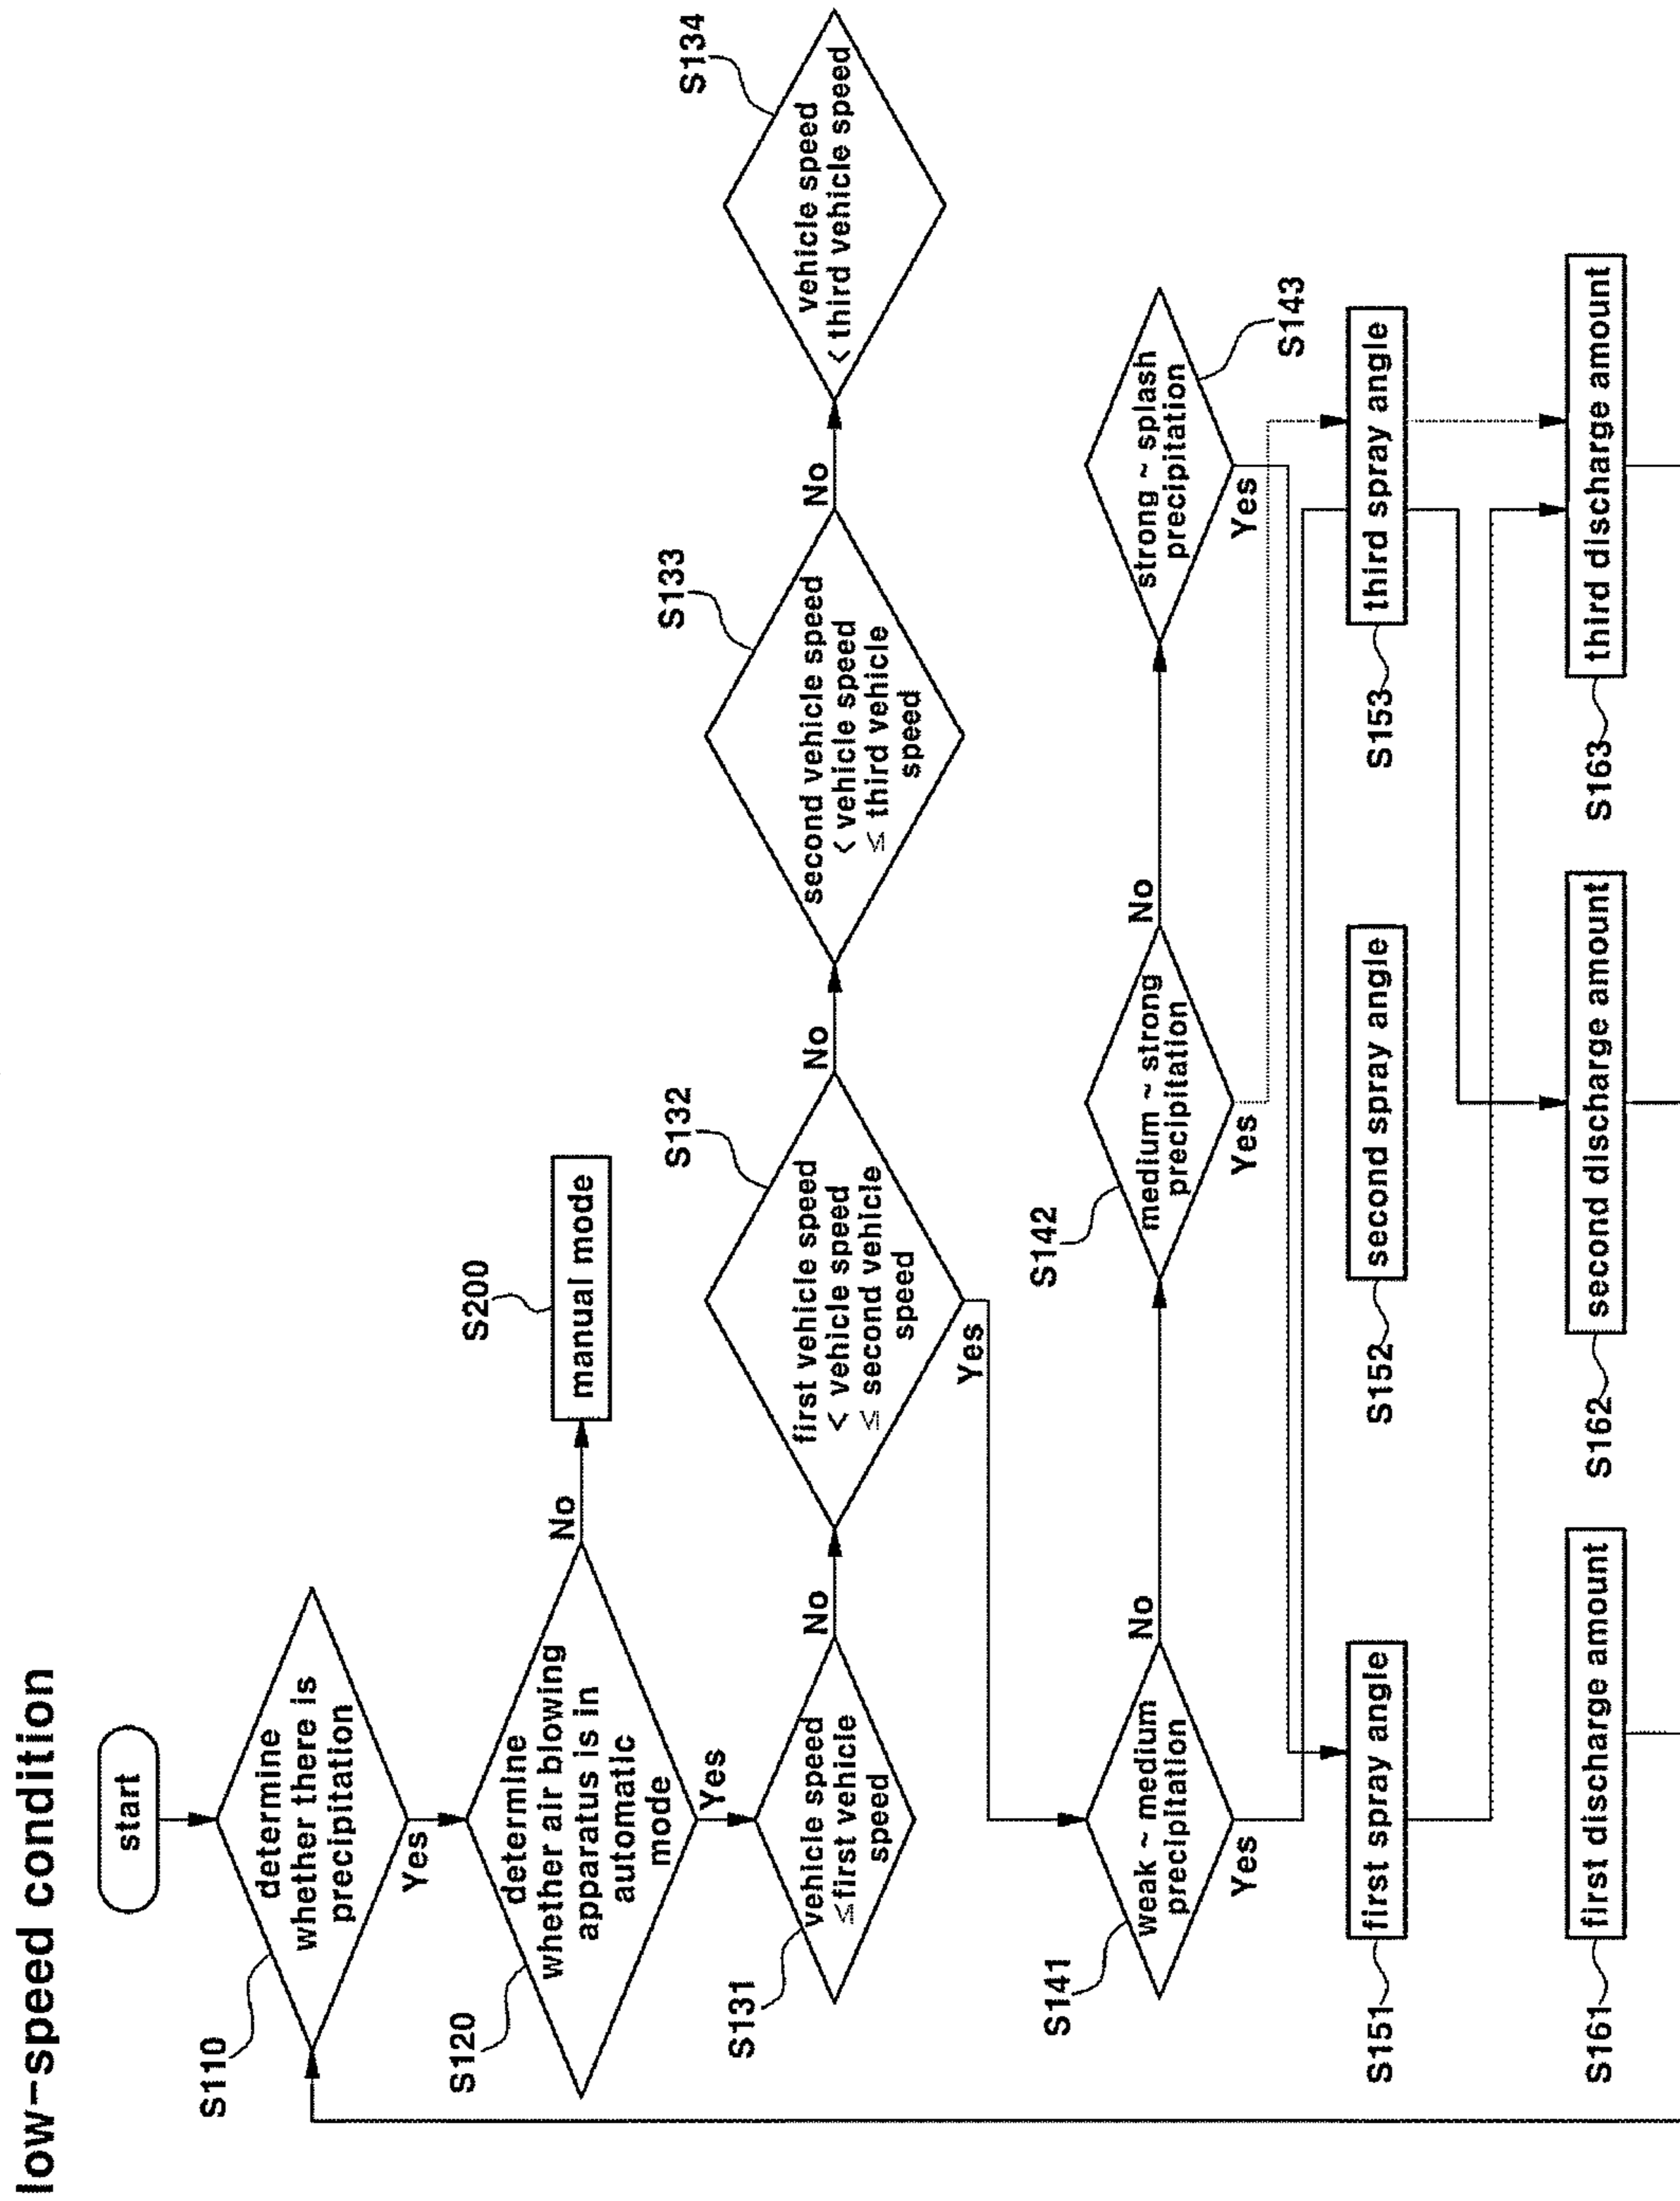 low-speed condition
start
S110
determine
whether there is
precipitation
Yes
S120
determine
whether air blowing
apparatus is in
automatic
mode
No
S200
manual mode
Yes
S131
vehicle speed
≤first vehicle
speed
No
S132
first vehicle speed
< vehicle speed
≤ second vehicle
speed
No
S133
second vehicle speed
< vehicle speed
≤ third vehicle
speed
No
S134
vehicle speed
< third vehicle speed
Yes
S141
weak ~ medium
precipitation
No
S142
medium ~ strong
precipitation
No
S143
strong ~ splash
precipitation
Yes
Yes
Yes
S151
first spray angle
S152
second spray angle
S153
third spray angle
S161
first discharge amount
S162
second discharge amount
S163
third discharge amount